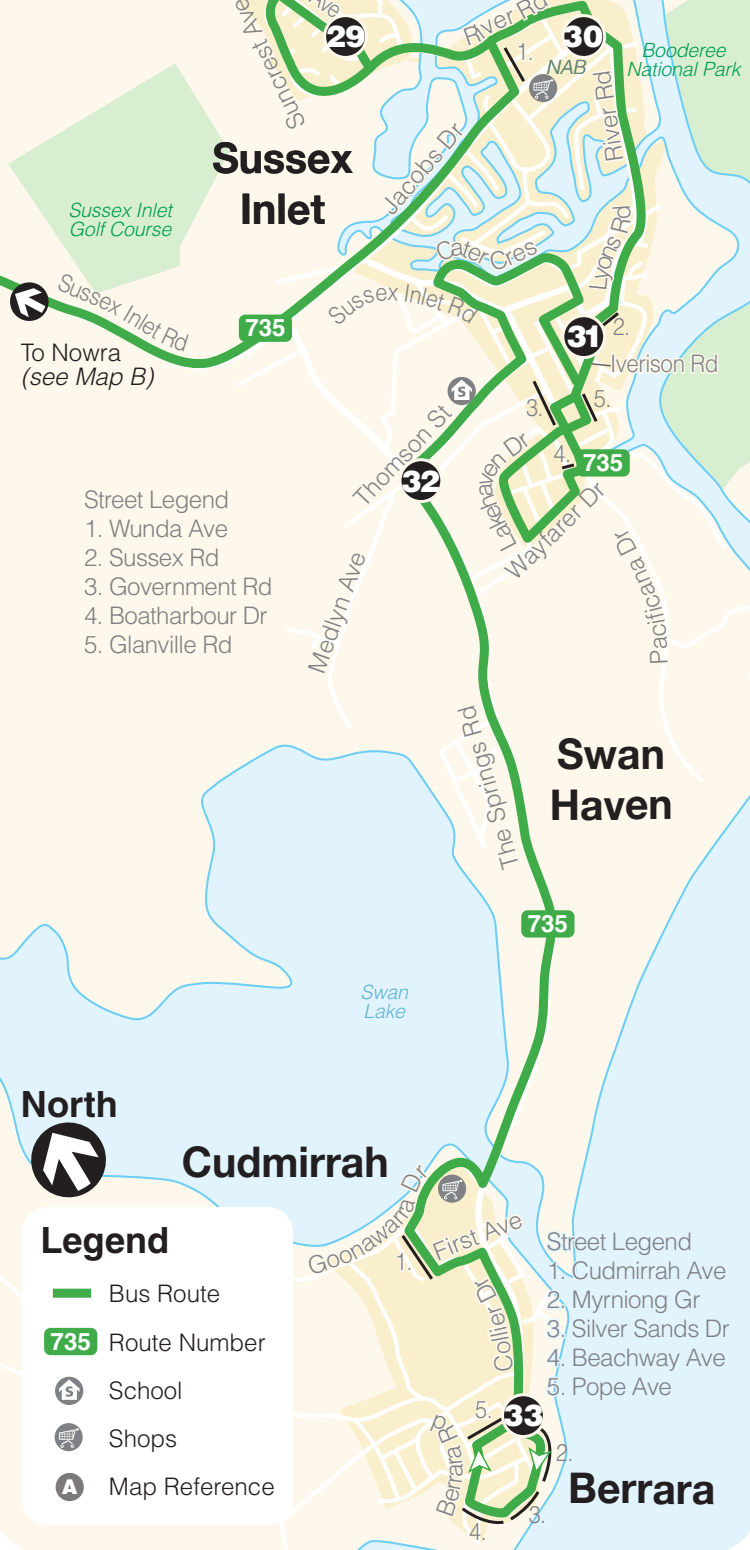 Ave
29
Suncrest Ave
River Rd
30
1.
NAB
Booderee
National Park
River Rd
Sussex
Inlet
Jacobs Dr
Sussex Inlet
Golf Course
Lyons Rd
Cater Cres
Sussex Inlet Rd
Sussex Inlet Rd
735
To Nowra
(see Map B)
31
2.
Iverison Rd
S
3.
5.
Thomson St
4.
735
Lakehaven Dr
Wayfarer Dr
32
Street Legend
1. Wunda Ave
2. Sussex Rd
3. Government Rd
4. Boatharbour Dr
5. Glanville Rd
Medlyn Ave
Pacificana Dr
The Springs Rd
Swan
Haven
735
Swan
Lake
North
Cudmirrah
Goonawarra Dr
1.
First Ave
Collier Dr
Street Legend
1. Cudmirrah Ave
2. Myrniong Gr
3. Silver Sands Dr
4. Beachway Ave
5. Pope Ave
Legend
Bus Route
735 Route Number
S School
Shops
A Map Reference
5.
33
2.
Berrara Rd
3.
4.
Berrara